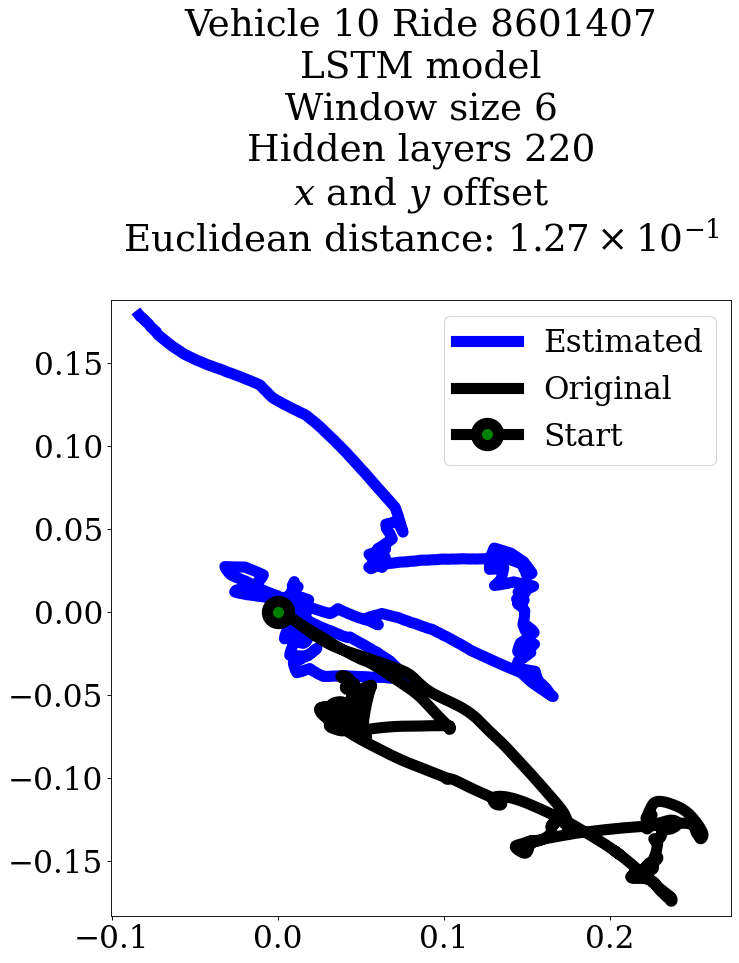 Vehicle 10 Ride 8601407
LSTM model
Window size 6
Hidden layers 220
x and y offset
Euclidean distance: 1.27 × 10⁻¹
Estimated
Original
Start
0.15
0.10
0.05
0.00
−0.05
−0.10
−0.15
−0.1
0.0
0.1
0.2